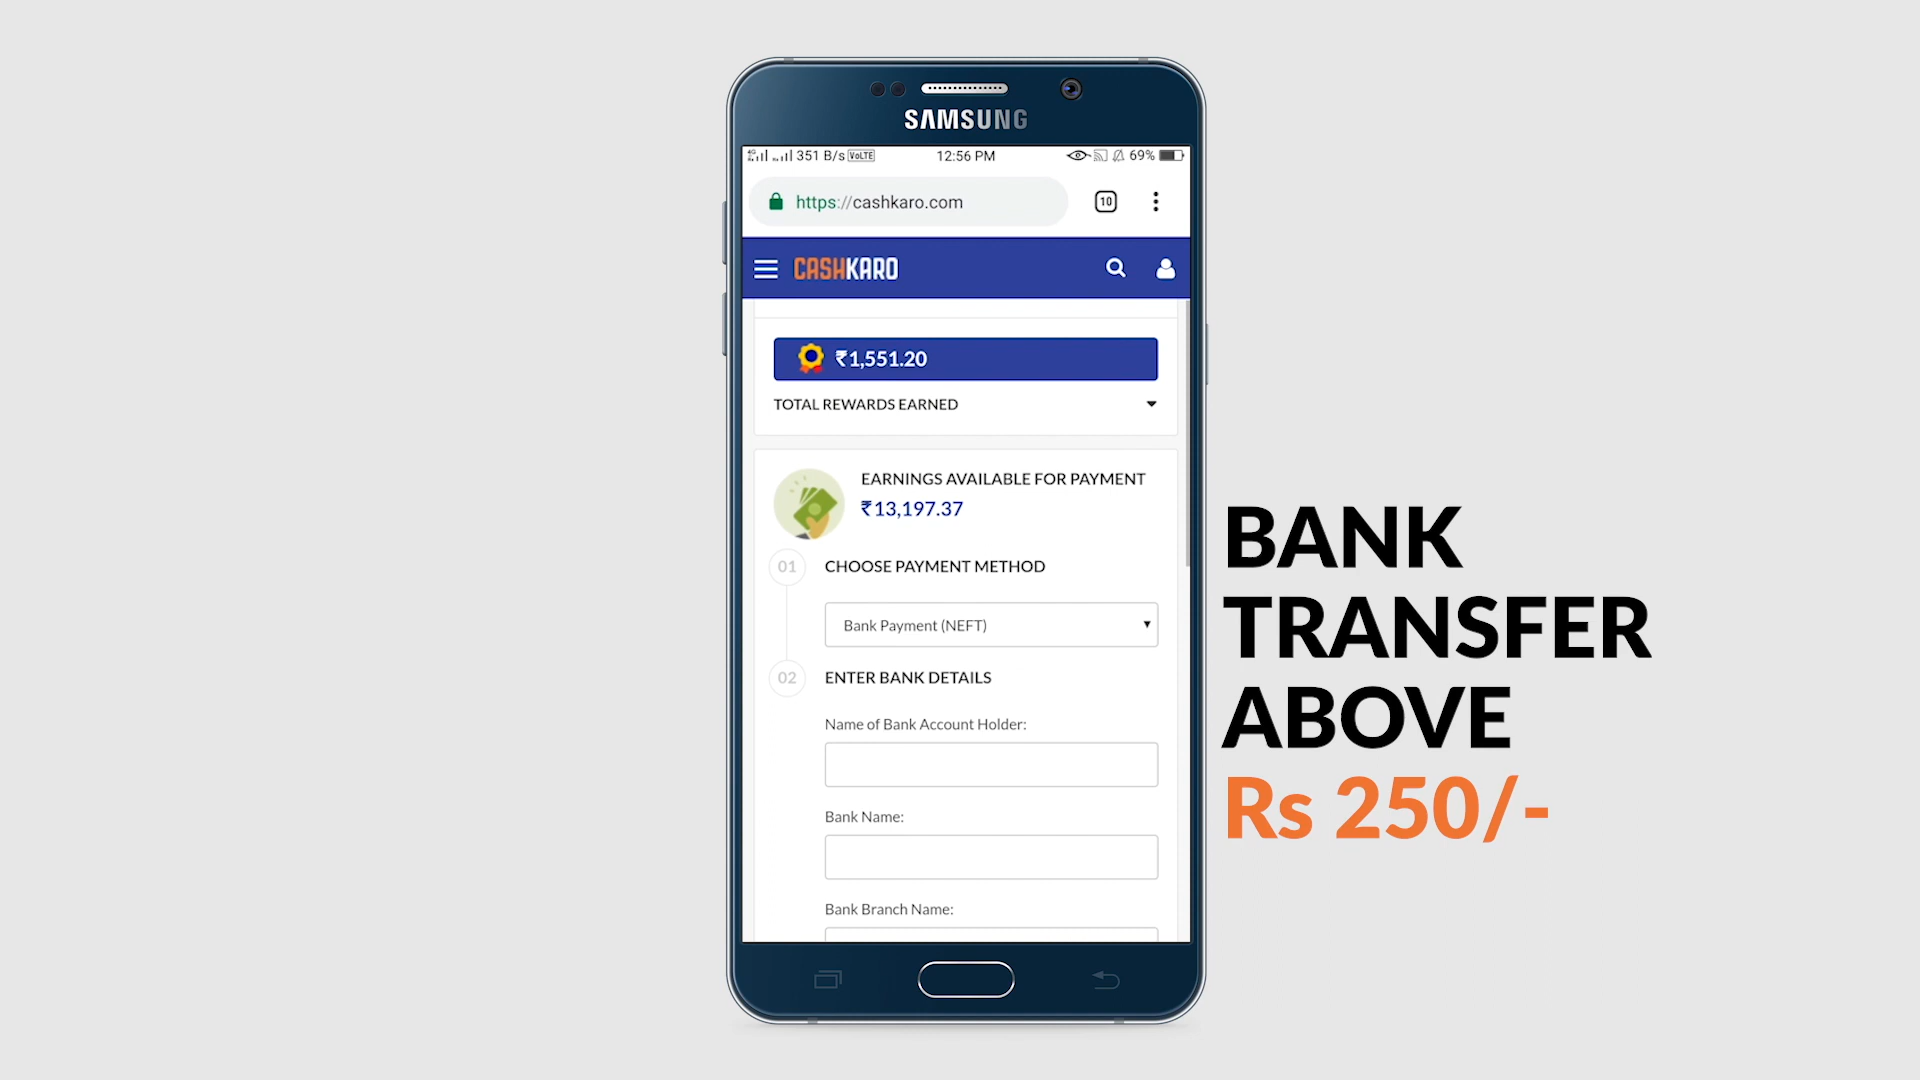 SAMSUNG
351 B/s VoLTE 12:56 PM 69%
https://cashkaro.com 10
CASHKARO
₹1,551.20
TOTAL REWARDS EARNED
EARNINGS AVAILABLE FOR PAYMENT
₹13,197.37
01 CHOOSE PAYMENT METHOD
Bank Payment (NEFT)
02 ENTER BANK DETAILS
Name of Bank Account Holder:
Bank Name:
Bank Branch Name:
BANK
TRANSFER
ABOVE
Rs 250/-